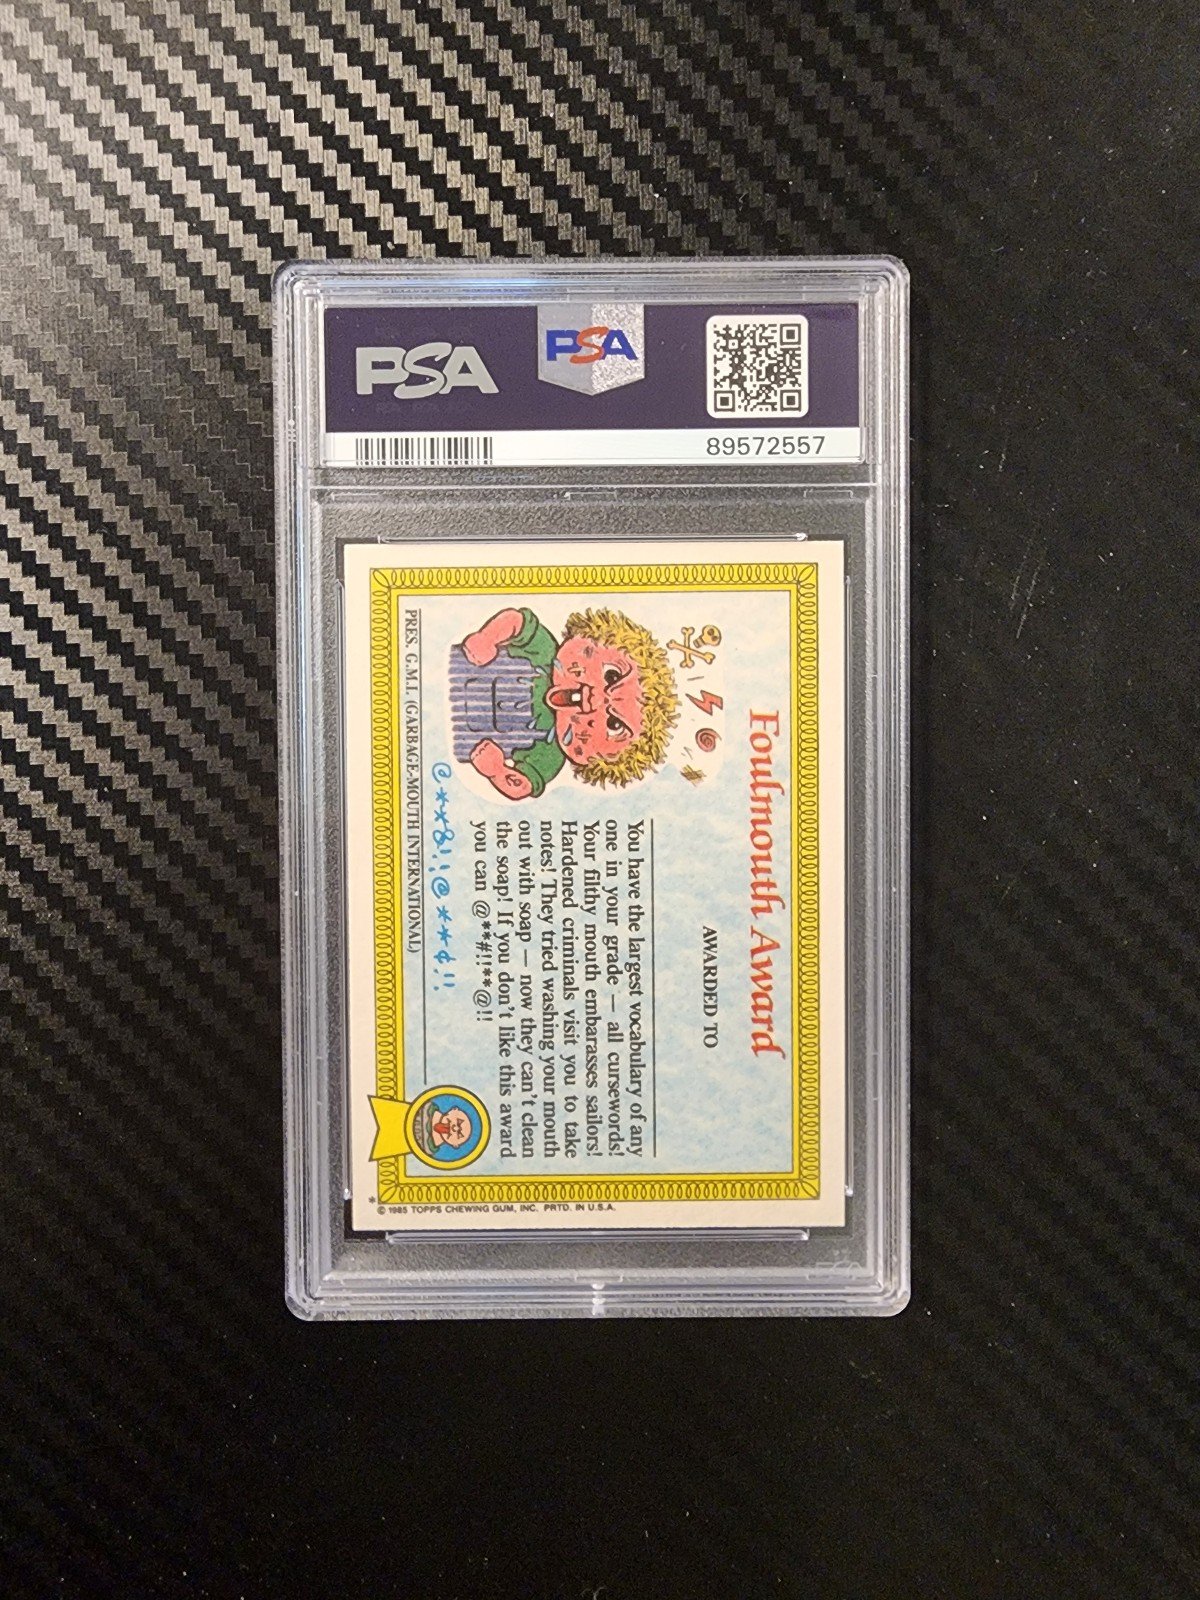 PSA
PSA
89572557
Foulmouth Award
AWARDED TO
You have the largest vocabulary of any
one in your grade — all cursewords!
Your filthy mouth embarasses sailors!
Hardened criminals visit you to take
notes! They tried washing your mouth
out with soap — now they can't clean
the soap! If you don't like this award
you can @**#!!**@!!
@**&!!@**¢!!
PRES. G.M.I. (GARBAGE-MOUTH INTERNATIONAL)
* © 1985 TOPPS CHEWING GUM, INC. PRTD. IN U.S.A.